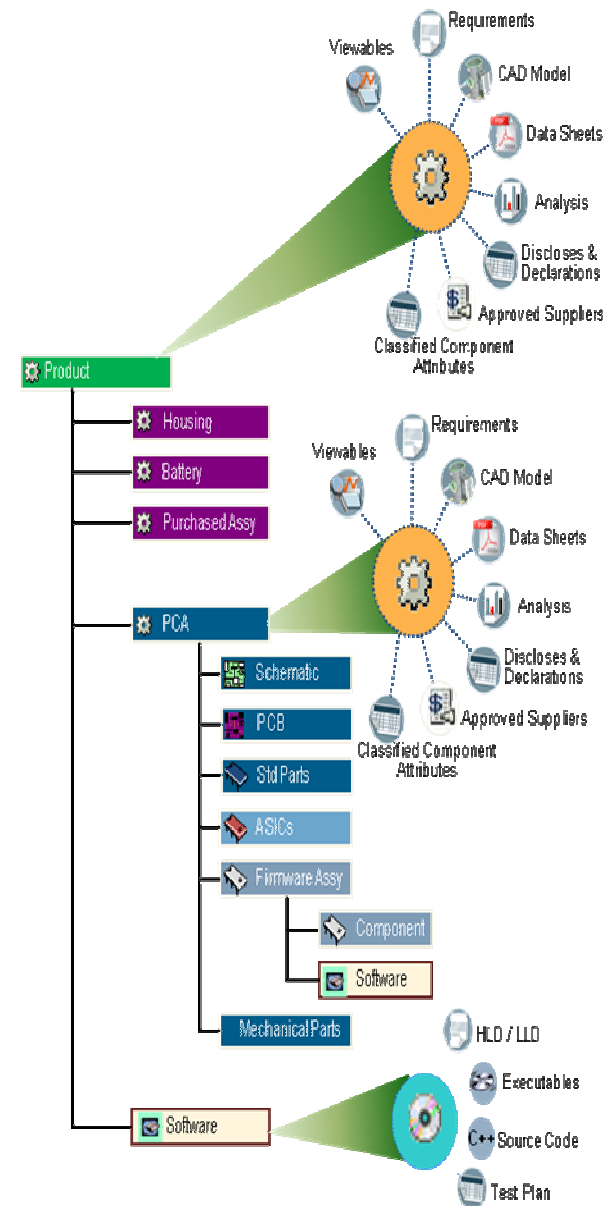 Requirements
Viewables
CAD Model
PDF
Data Sheets
Analysis
Discloses &
Declarations
$
Approved Suppliers
Classified Component
Attributes
Product
Housing
Battery
Purchased Assy
PCA
Requirements
Viewables
CAD Model
PDF
Data Sheets
Analysis
Discloses &
Declarations
$
Approved Suppliers
Classified Component
Attributes
Schematic
PCB
Std Parts
ASICs
Firmware Assy
Component
Software
Mechanical Parts
Software
HLD / LLD
Executables
C++ Source Code
Test Plan